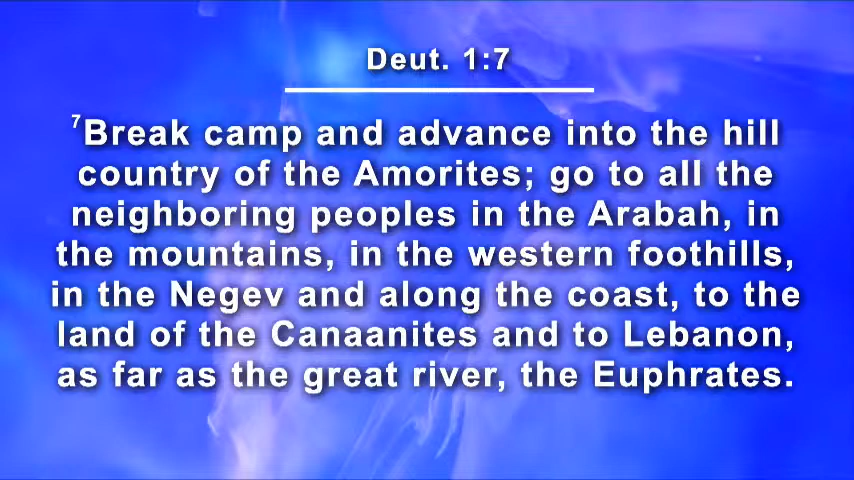 Deut. 1:7
⁷Break camp and advance into the hill
country of the Amorites; go to all the
neighboring peoples in the Arabah, in
the mountains, in the western foothills,
in the Negev and along the coast, to the
land of the Canaanites and to Lebanon,
as far as the great river, the Euphrates.